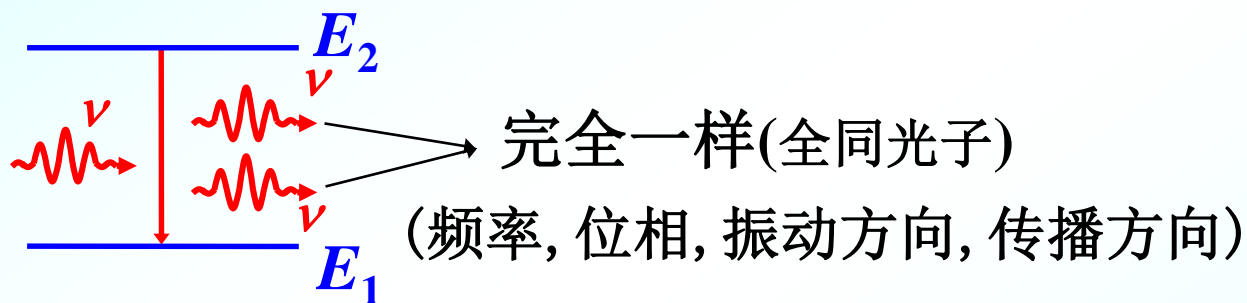 E₂
ν
ν
完全一样(全同光子)
ν
(频率, 位相, 振动方向, 传播方向)
E₁